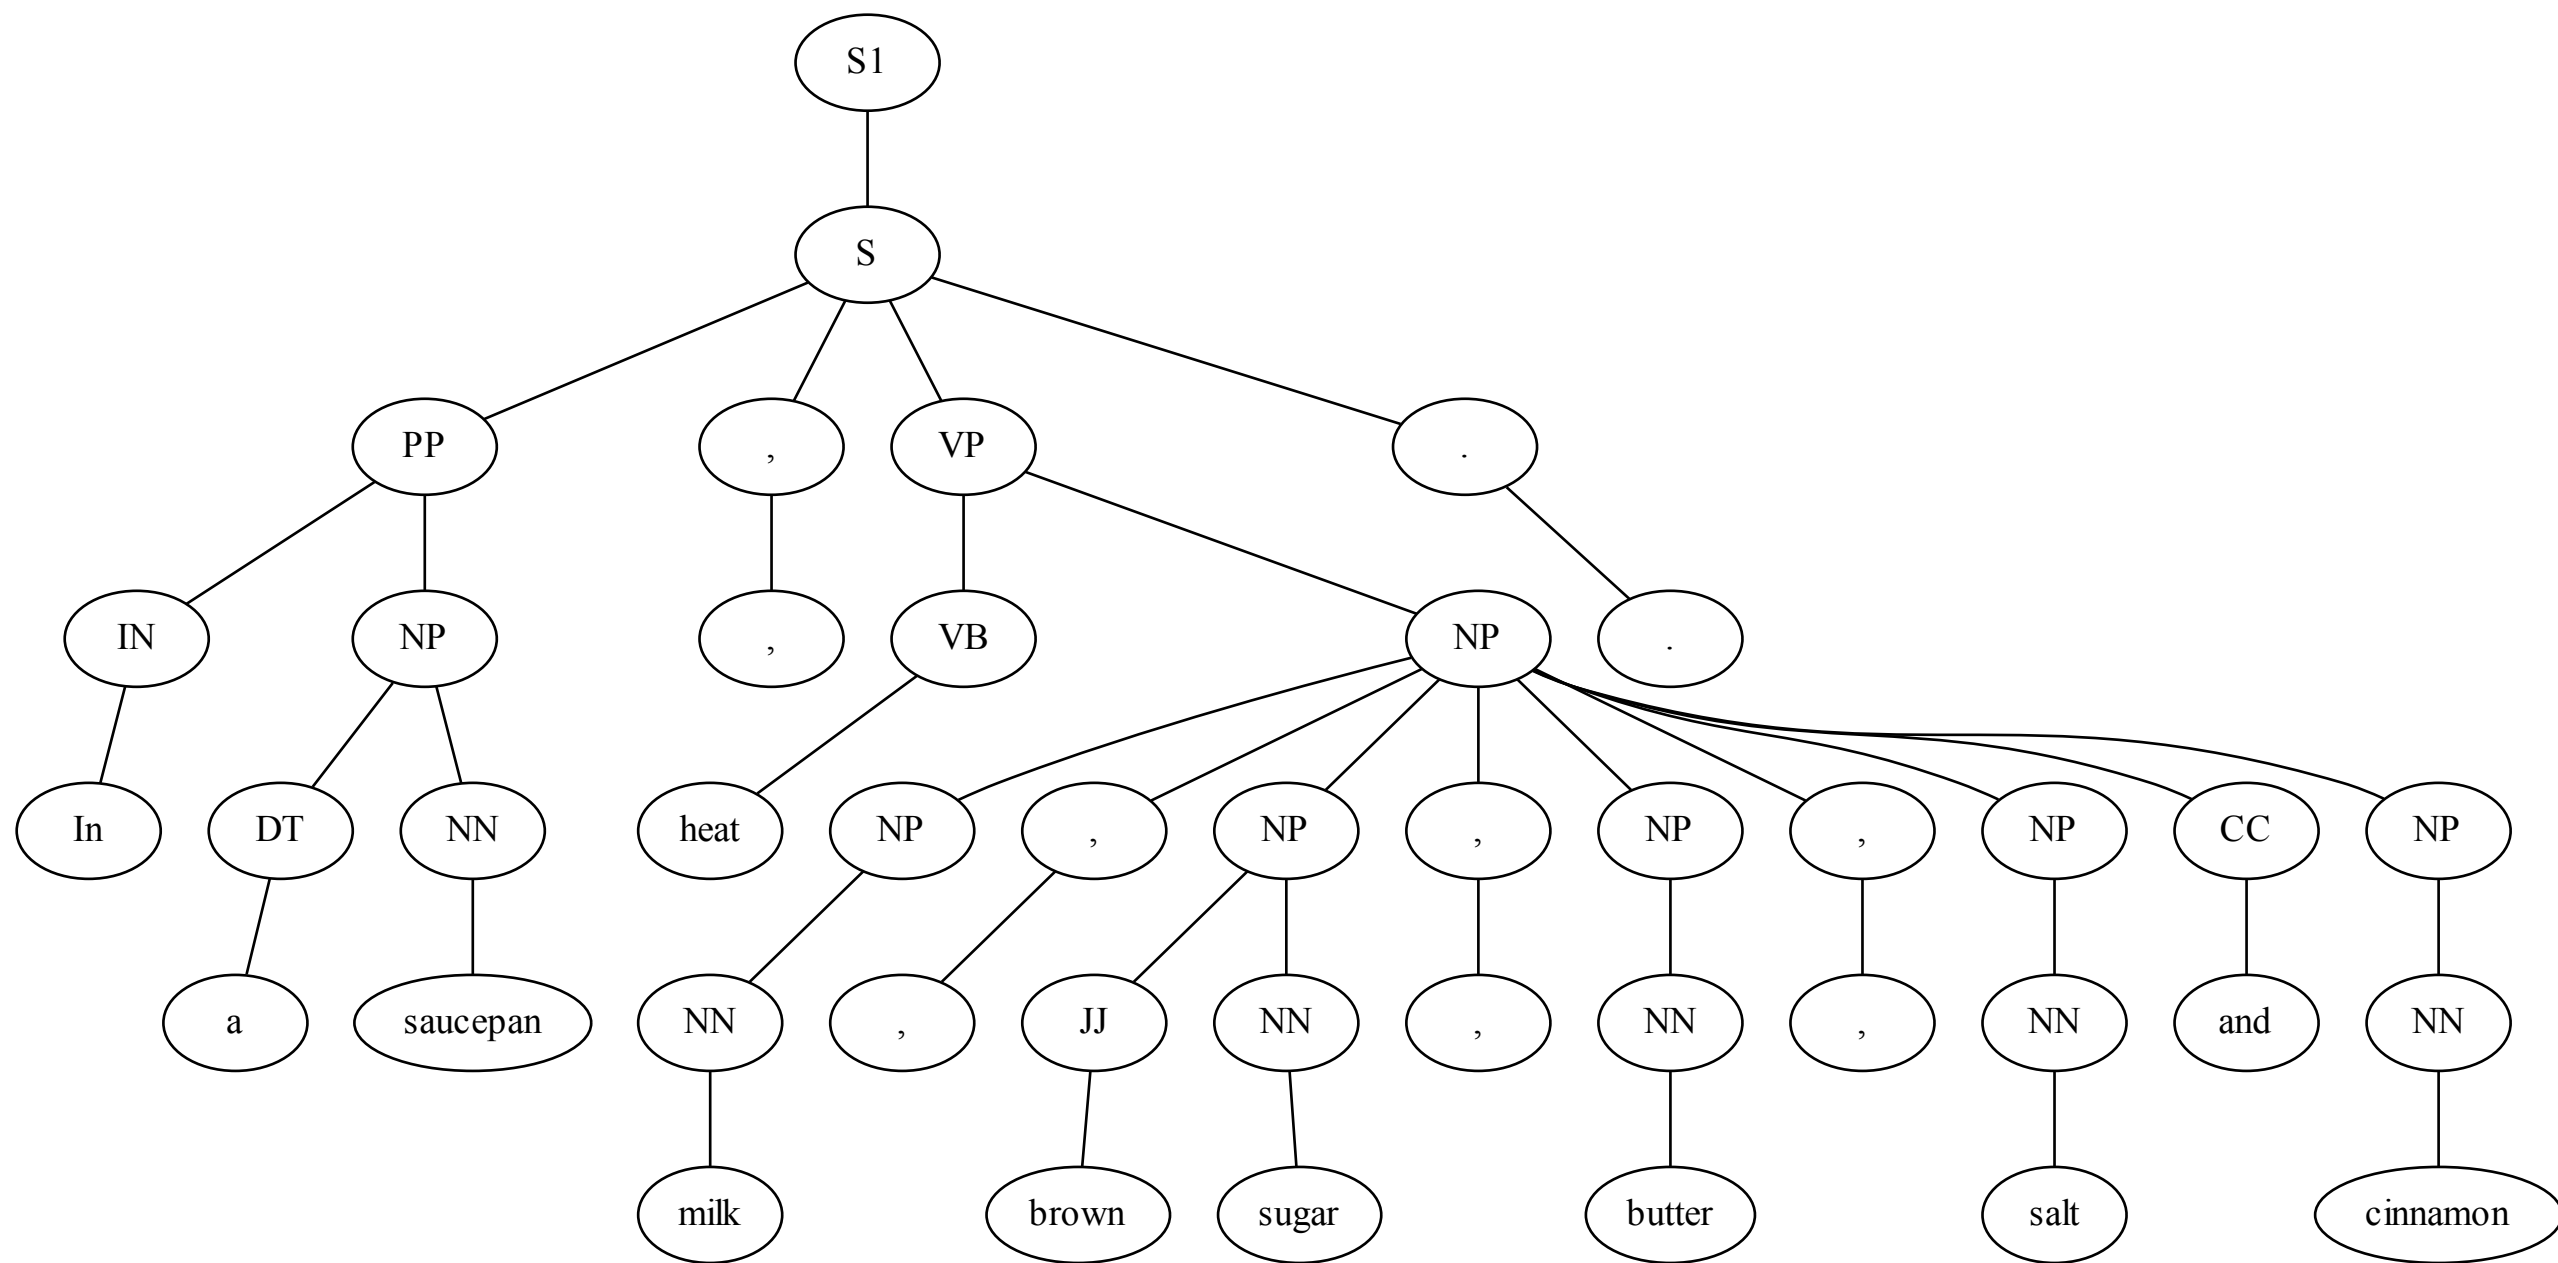 S1
S
PP , VP .
IN NP , VB NP .
In DT NN heat NP , NP , NP , NP CC NP
a saucepan NN , JJ NN , NN , NN and NN
milk brown sugar butter salt cinnamon